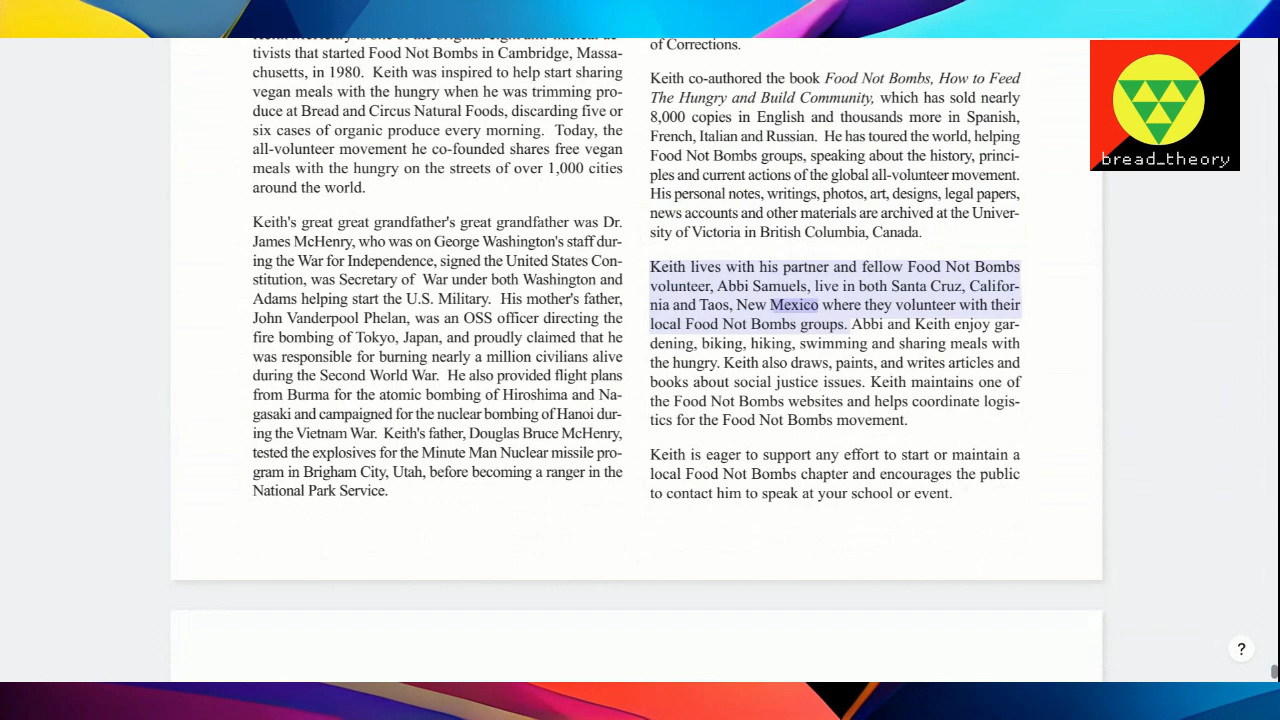 Keith McHenry is one of the original eight anti-nuclear ac-
tivists that started Food Not Bombs in Cambridge, Massa-
chusetts, in 1980.  Keith was inspired to help start sharing
vegan meals with the hungry when he was trimming pro-
duce at Bread and Circus Natural Foods, discarding five or
six cases of organic produce every morning.  Today, the
all-volunteer movement he co-founded shares free vegan
meals with the hungry on the streets of over 1,000 cities
around the world.
Keith's great great grandfather's great grandfather was Dr.
James McHenry, who was on George Washington's staff dur-
ing the War for Independence, signed the United States Con-
stitution, was Secretary of  War under both Washington and
Adams helping start the U.S. Military.  His mother's father,
John Vanderpool Phelan, was an OSS officer directing the
fire bombing of Tokyo, Japan, and proudly claimed that he
was responsible for burning nearly a million civilians alive
during the Second World War.  He also provided flight plans
from Burma for the atomic bombing of Hiroshima and Na-
gasaki and campaigned for the nuclear bombing of Hanoi dur-
ing the Vietnam War.  Keith's father, Douglas Bruce McHenry,
tested the explosives for the Minute Man Nuclear missile pro-
gram in Brigham City, Utah, before becoming a ranger in the
National Park Service.
of Corrections.
Keith co-authored the book Food Not Bombs, How to Feed
The Hungry and Build Community, which has sold nearly
8,000 copies in English and thousands more in Spanish,
French, Italian and Russian.  He has toured the world, helping
Food Not Bombs groups, speaking about the history, princi-
ples and current actions of the global all-volunteer movement.
His personal notes, writings, photos, art, designs, legal papers,
news accounts and other materials are archived at the Univer-
sity of Victoria in British Columbia, Canada.
Keith lives with his partner and fellow Food Not Bombs
volunteer, Abbi Samuels, live in both Santa Cruz, Califor-
nia and Taos, New Mexico where they volunteer with their
local Food Not Bombs groups. Abbi and Keith enjoy gar-
dening, biking, hiking, swimming and sharing meals with
the hungry. Keith also draws, paints, and writes articles and
books about social justice issues. Keith maintains one of
the Food Not Bombs websites and helps coordinate logis-
tics for the Food Not Bombs movement.
Keith is eager to support any effort to start or maintain a
local Food Not Bombs chapter and encourages the public
to contact him to speak at your school or event.
bread_theory
?